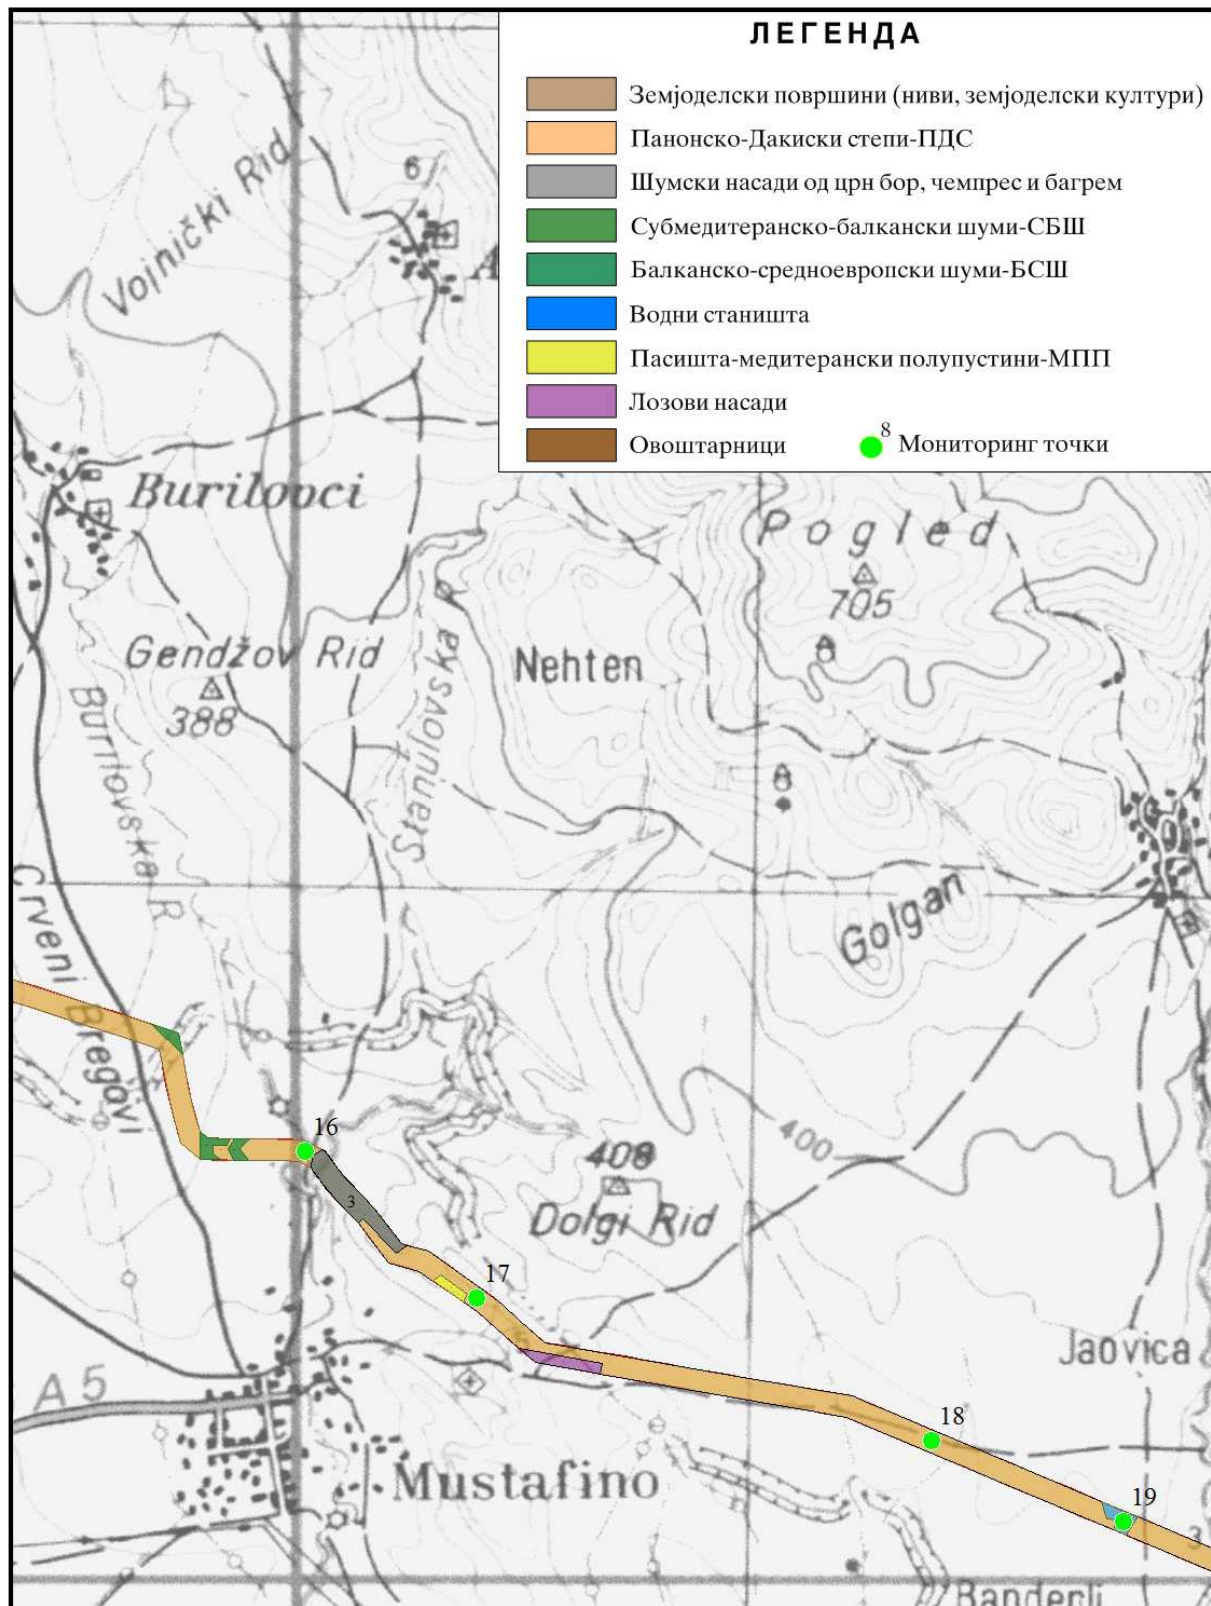 ЛЕГЕНДА
Земјоделски површини (ниви, земјоделски култури)
Панонско-Дакиски степи-ПДС
Шумски насади од црн бор, чемпрес и багрем
Субмедитеранско-балкански шуми-СБШ
Балканско-средноевропски шуми-БСШ
Водни станишта
Пасишта-медитерански полупустини-МПП
Лозови насади
Овоштарници
8 Мониторинг точки
Vojnički Rid
6
A
Burilovci
Pogled
705
Gendžov Rid
388
Nehten
Burilovska R
Stanulovska R
Golgan
Crveni Bregovi
16
400
408
3
Dolgi Rid
17
5
Jaovica
A5
18
Mustafino
19
3
Banderli